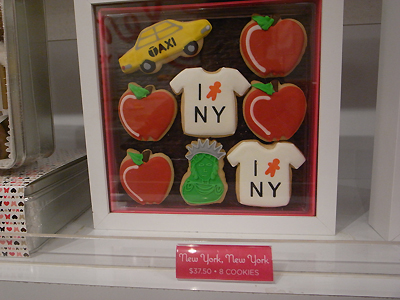 TAXI
I
NY
I
NY
New York, New York
$37.50 • 8 COOKIES